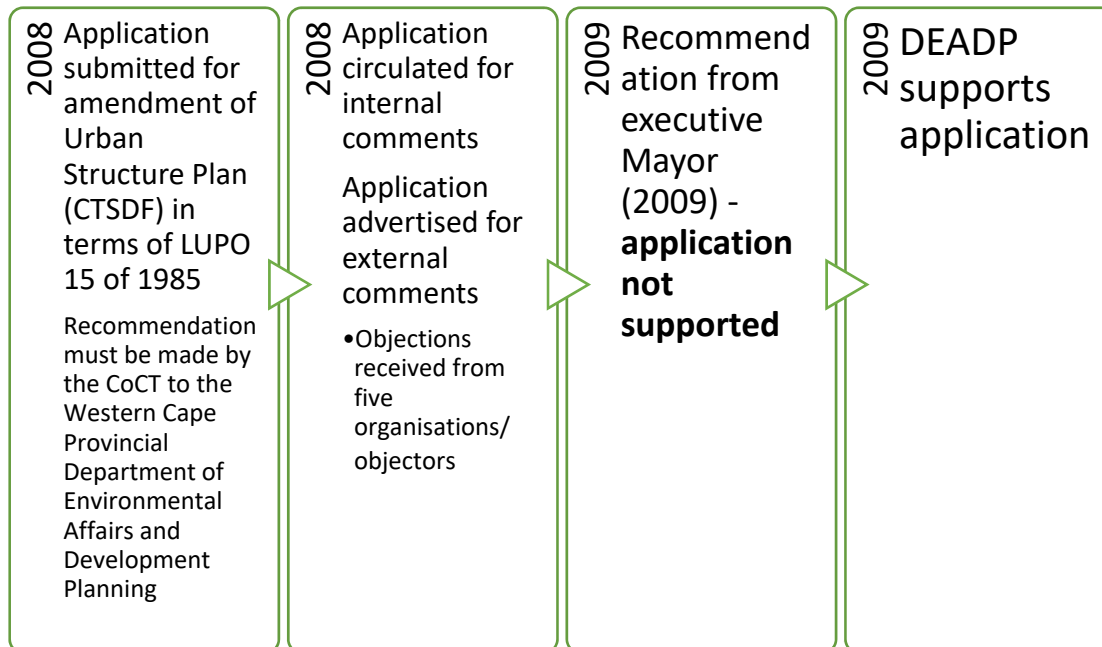 2008
Application
submitted for
amendment of
Urban
Structure Plan
(CTSDF) in
terms of LUPO
15 of 1985
Recommendation
must be made by
the CoCT to the
Western Cape
Provincial
Department of
Environmental
Affairs and
Development
Planning
2008
Application
circulated for
internal
comments
Application
advertised for
external
comments
•Objections
received from
five
organisations/
objectors
2009
Recommend
ation from
executive
Mayor
(2009) -
application
not
supported
2009
DEADP
supports
application